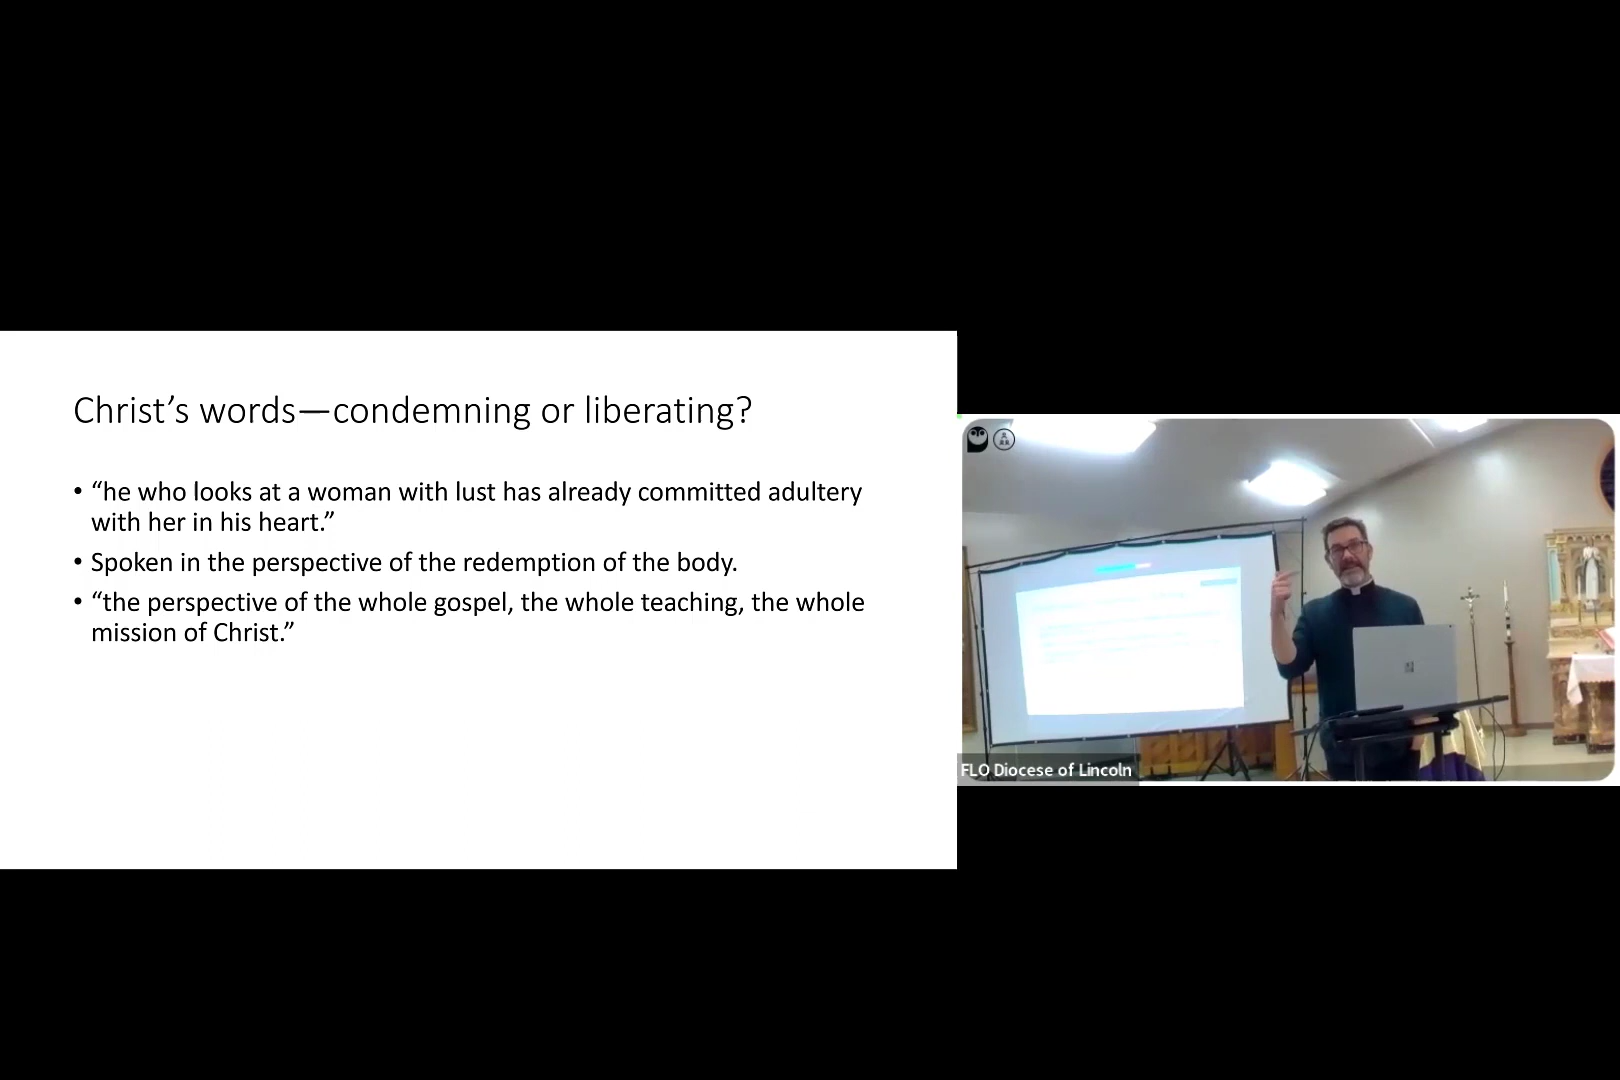 Christ’s words—condemning or liberating?
• “he who looks at a woman with lust has already committed adultery
with her in his heart.”
• Spoken in the perspective of the redemption of the body.
• “the perspective of the whole gospel, the whole teaching, the whole
mission of Christ.”
FLO Diocese of Lincoln